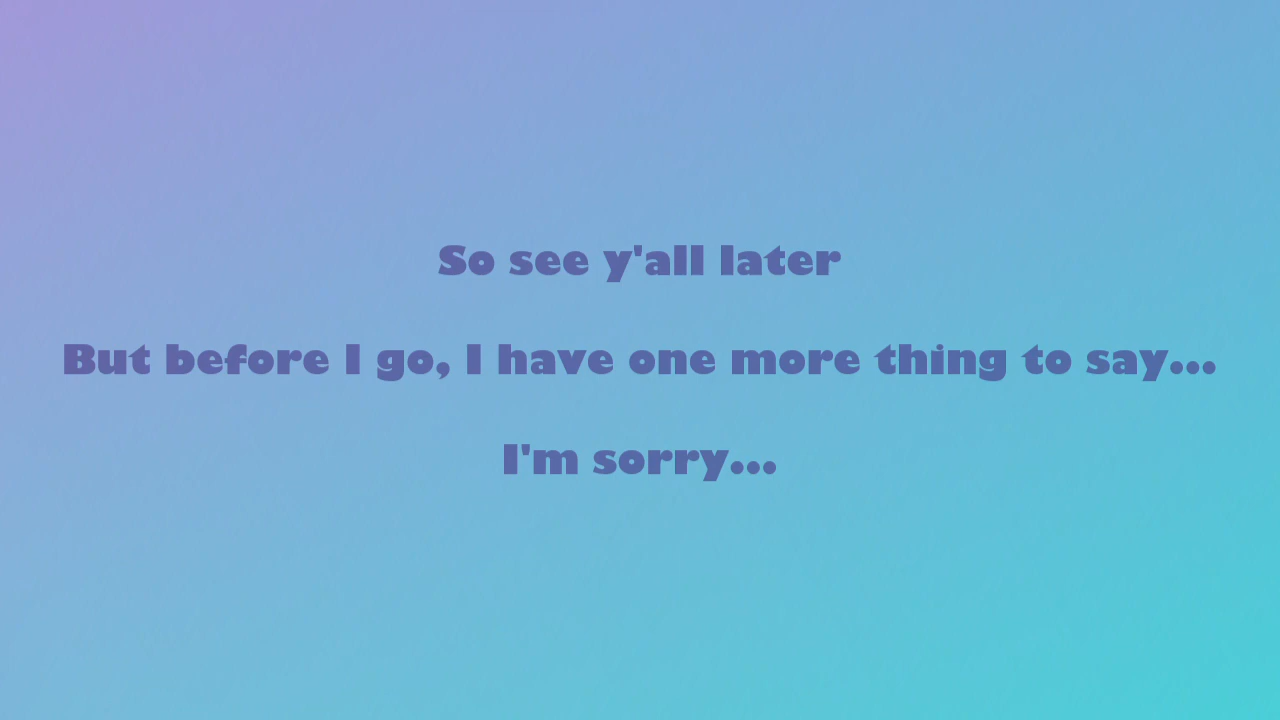 So see y'all later
But before I go, I have one more thing to say...
I'm sorry...